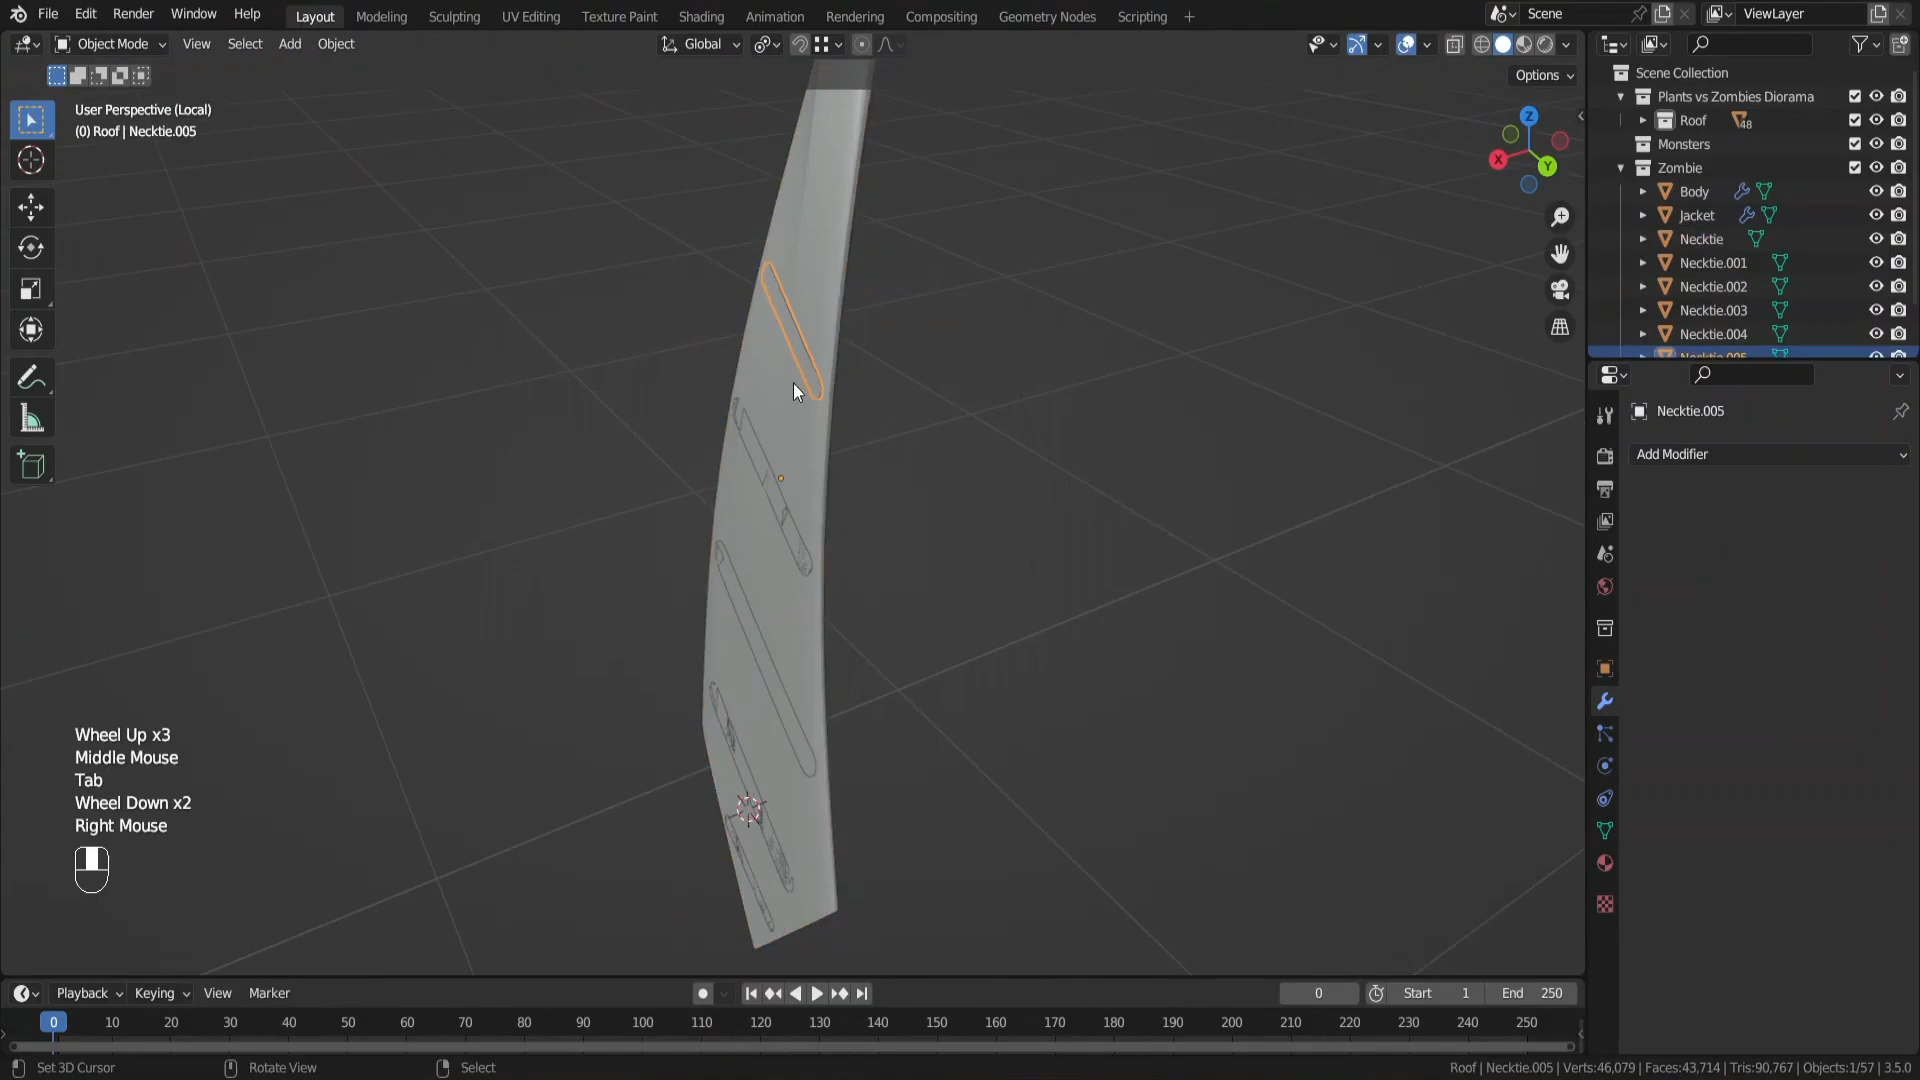 File Edit Render Window Help Layout Modeling Sculpting UV Editing Texture Paint Shading Animation Rendering Compositing Geometry Nodes Scripting + Scene ViewLayer
Object Mode View Select Add Object Global
Options
User Perspective (Local)
(0) Roof | Necktie.005
X Y Z
Scene Collection
Plants vs Zombies Diorama
Roof 48
Monsters
Zombie
Body
Jacket
Necktie
Necktie.001
Necktie.002
Necktie.003
Necktie.004
Necktie.005
Necktie.005
Add Modifier
Wheel Up x3
Middle Mouse
Tab
Wheel Down x2
Right Mouse
Playback Keying View Marker 0 Start 1 End 250
0 10 20 30 40 50 60 70 80 90 100 110 120 130 140 150 160 170 180 190 200 210 220 230 240 250
Set 3D Cursor Rotate View Select Roof | Necktie.005 | Verts:46,079 | Faces:43,714 | Tris:90,767 | Objects:1/57 | 3.5.0